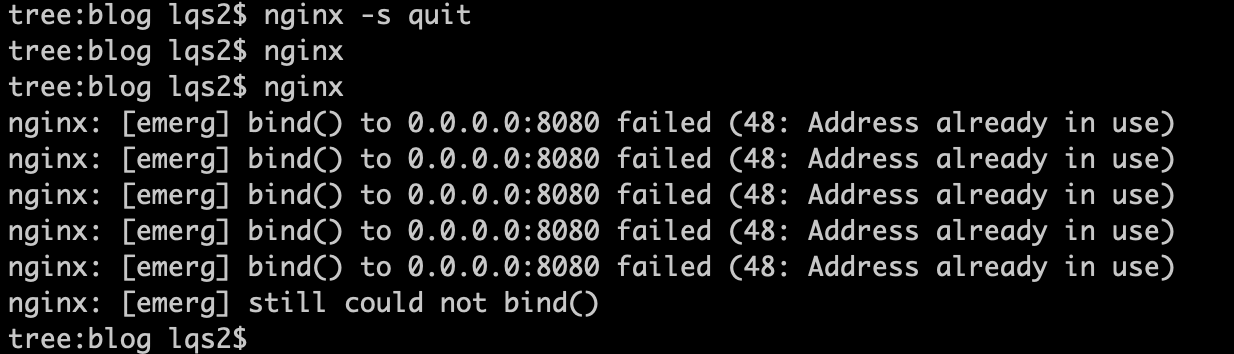 tree:blog lqs2$ nginx -s quit
tree:blog lqs2$ nginx
tree:blog lqs2$ nginx
nginx: [emerg] bind() to 0.0.0.0:8080 failed (48: Address already in use)
nginx: [emerg] bind() to 0.0.0.0:8080 failed (48: Address already in use)
nginx: [emerg] bind() to 0.0.0.0:8080 failed (48: Address already in use)
nginx: [emerg] bind() to 0.0.0.0:8080 failed (48: Address already in use)
nginx: [emerg] bind() to 0.0.0.0:8080 failed (48: Address already in use)
nginx: [emerg] still could not bind()
tree:blog lqs2$